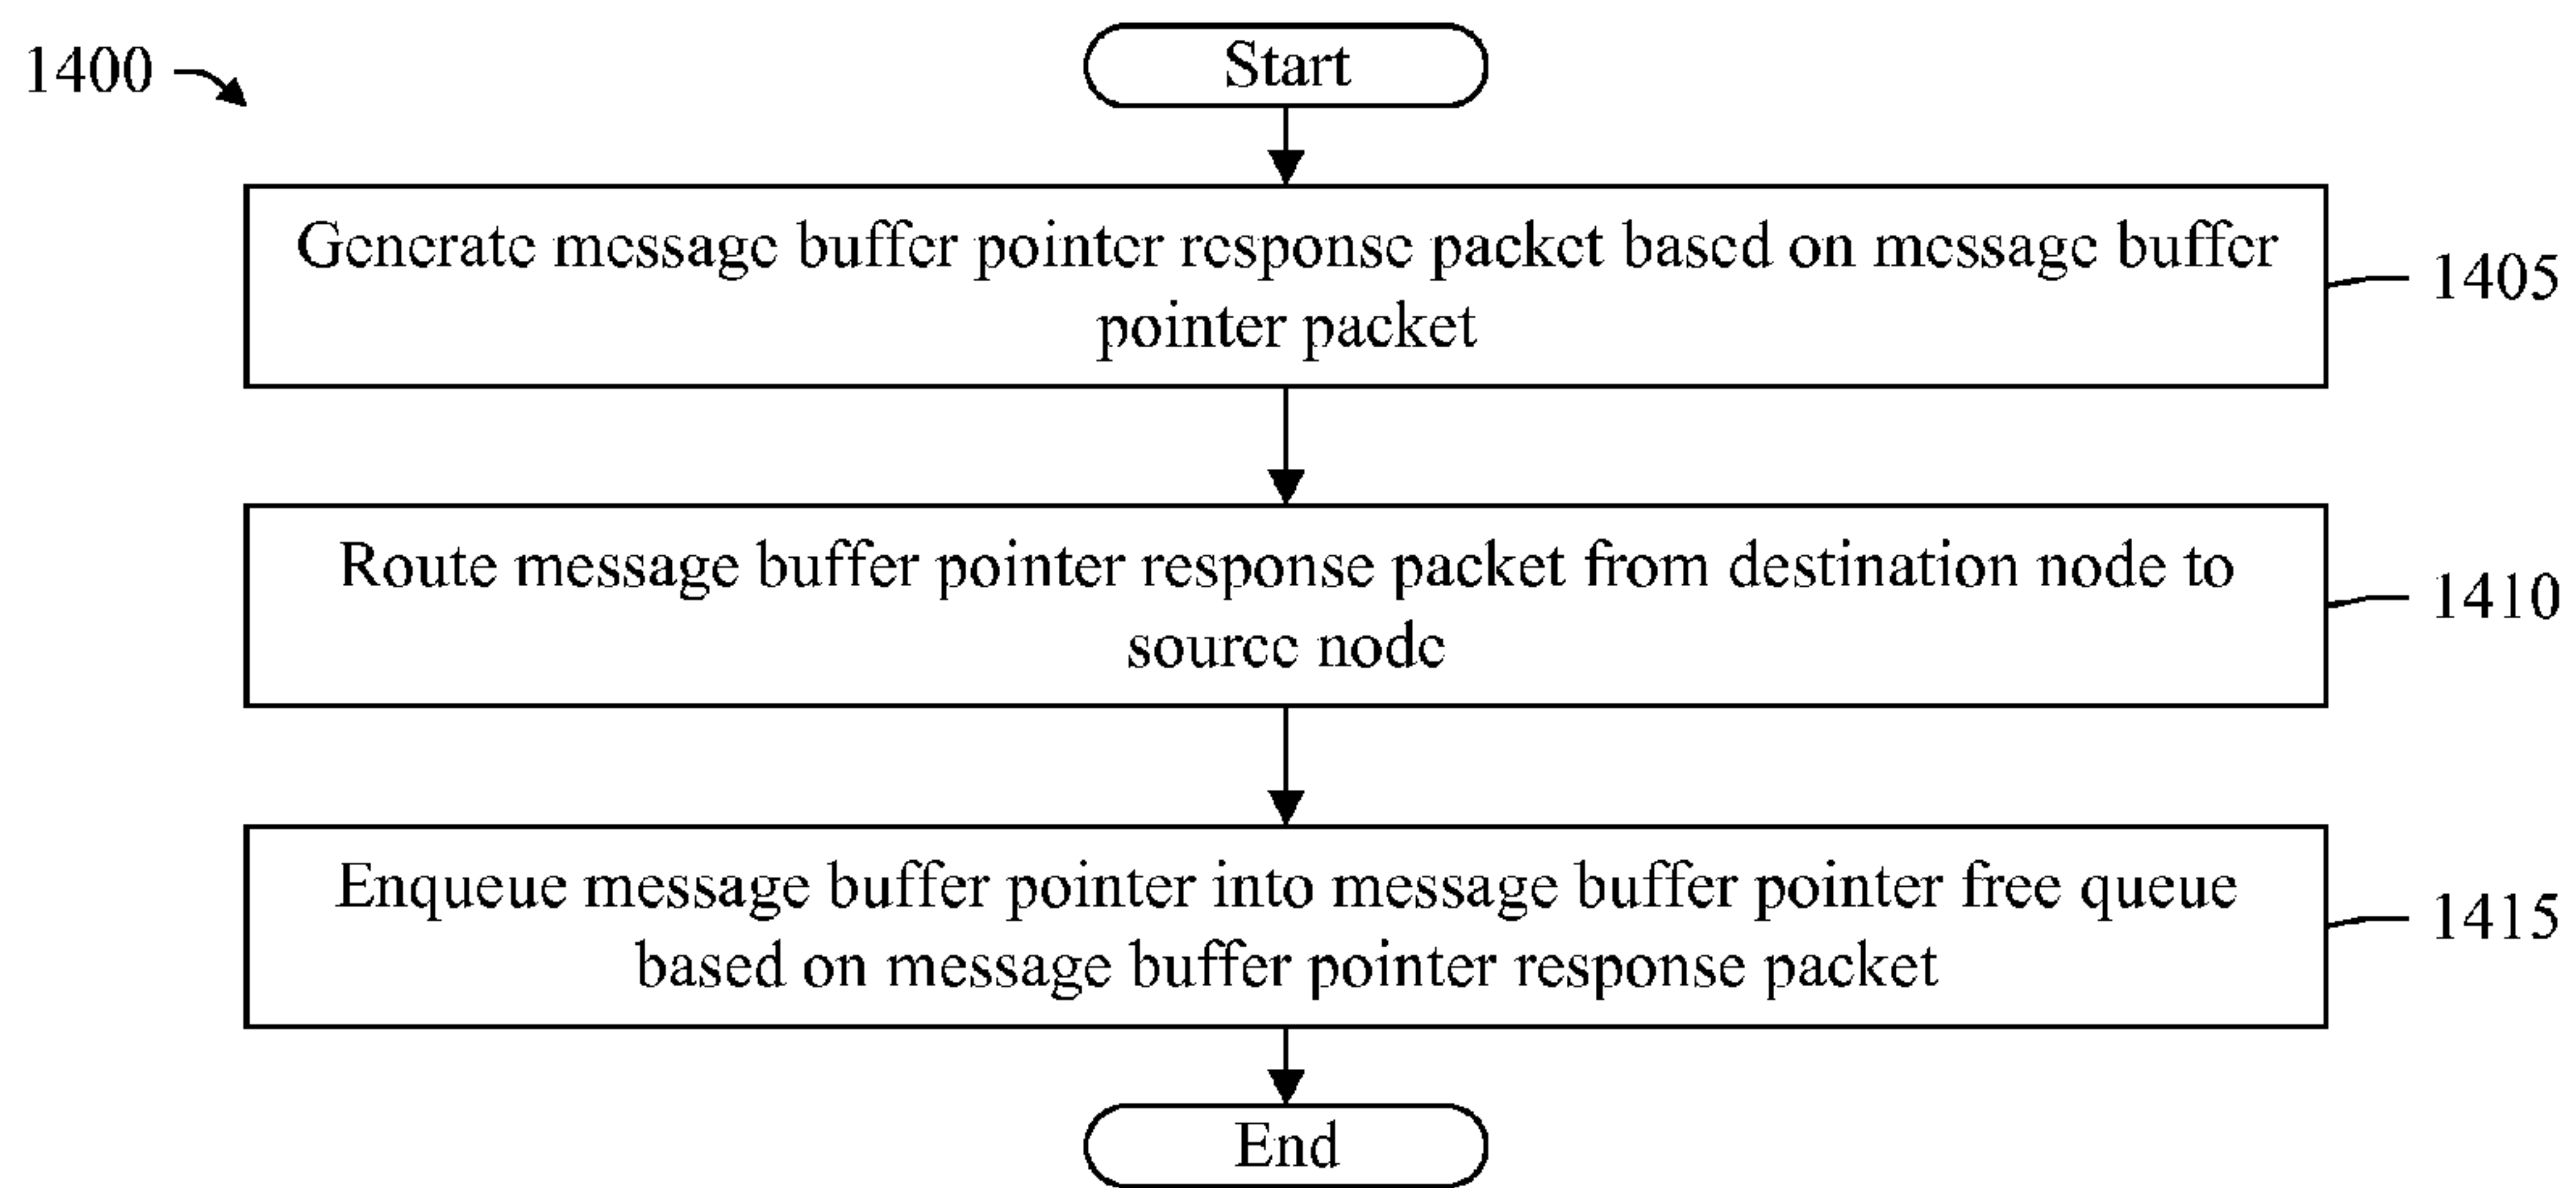 1400
Start
Generate message buffer pointer response packet based on message buffer
pointer packet
1405
Route message buffer pointer response packet from destination node to
source node
1410
Enqueue message buffer pointer into message buffer pointer free queue
based on message buffer pointer response packet
1415
End